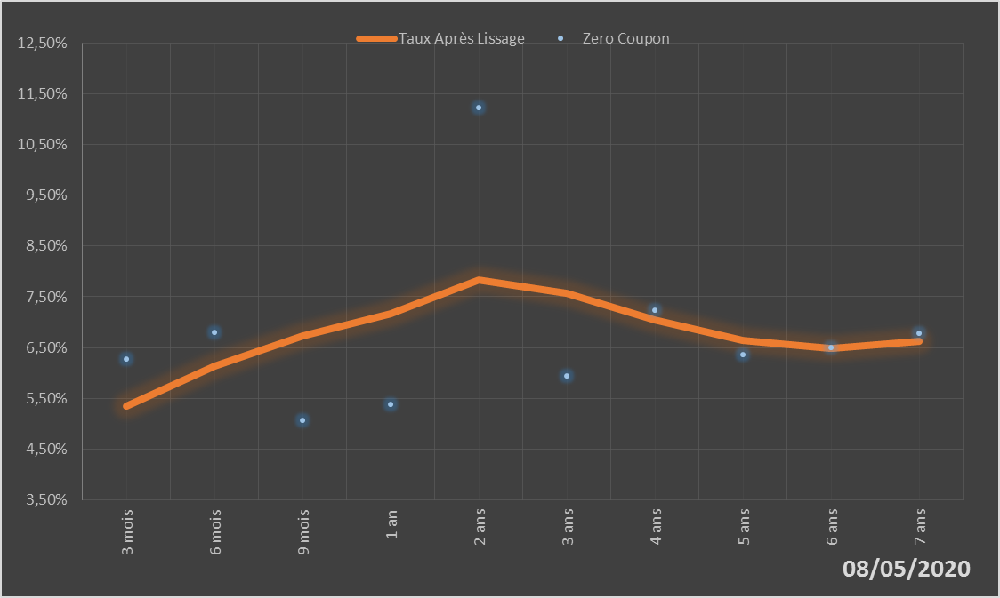 Taux Après Lissage
Zero Coupon
12,50%
11,50%
10,50%
9,50%
8,50%
7,50%
6,50%
5,50%
4,50%
3,50%
3 mois
6 mois
9 mois
1 an
2 ans
3 ans
4 ans
5 ans
6 ans
7 ans
08/05/2020